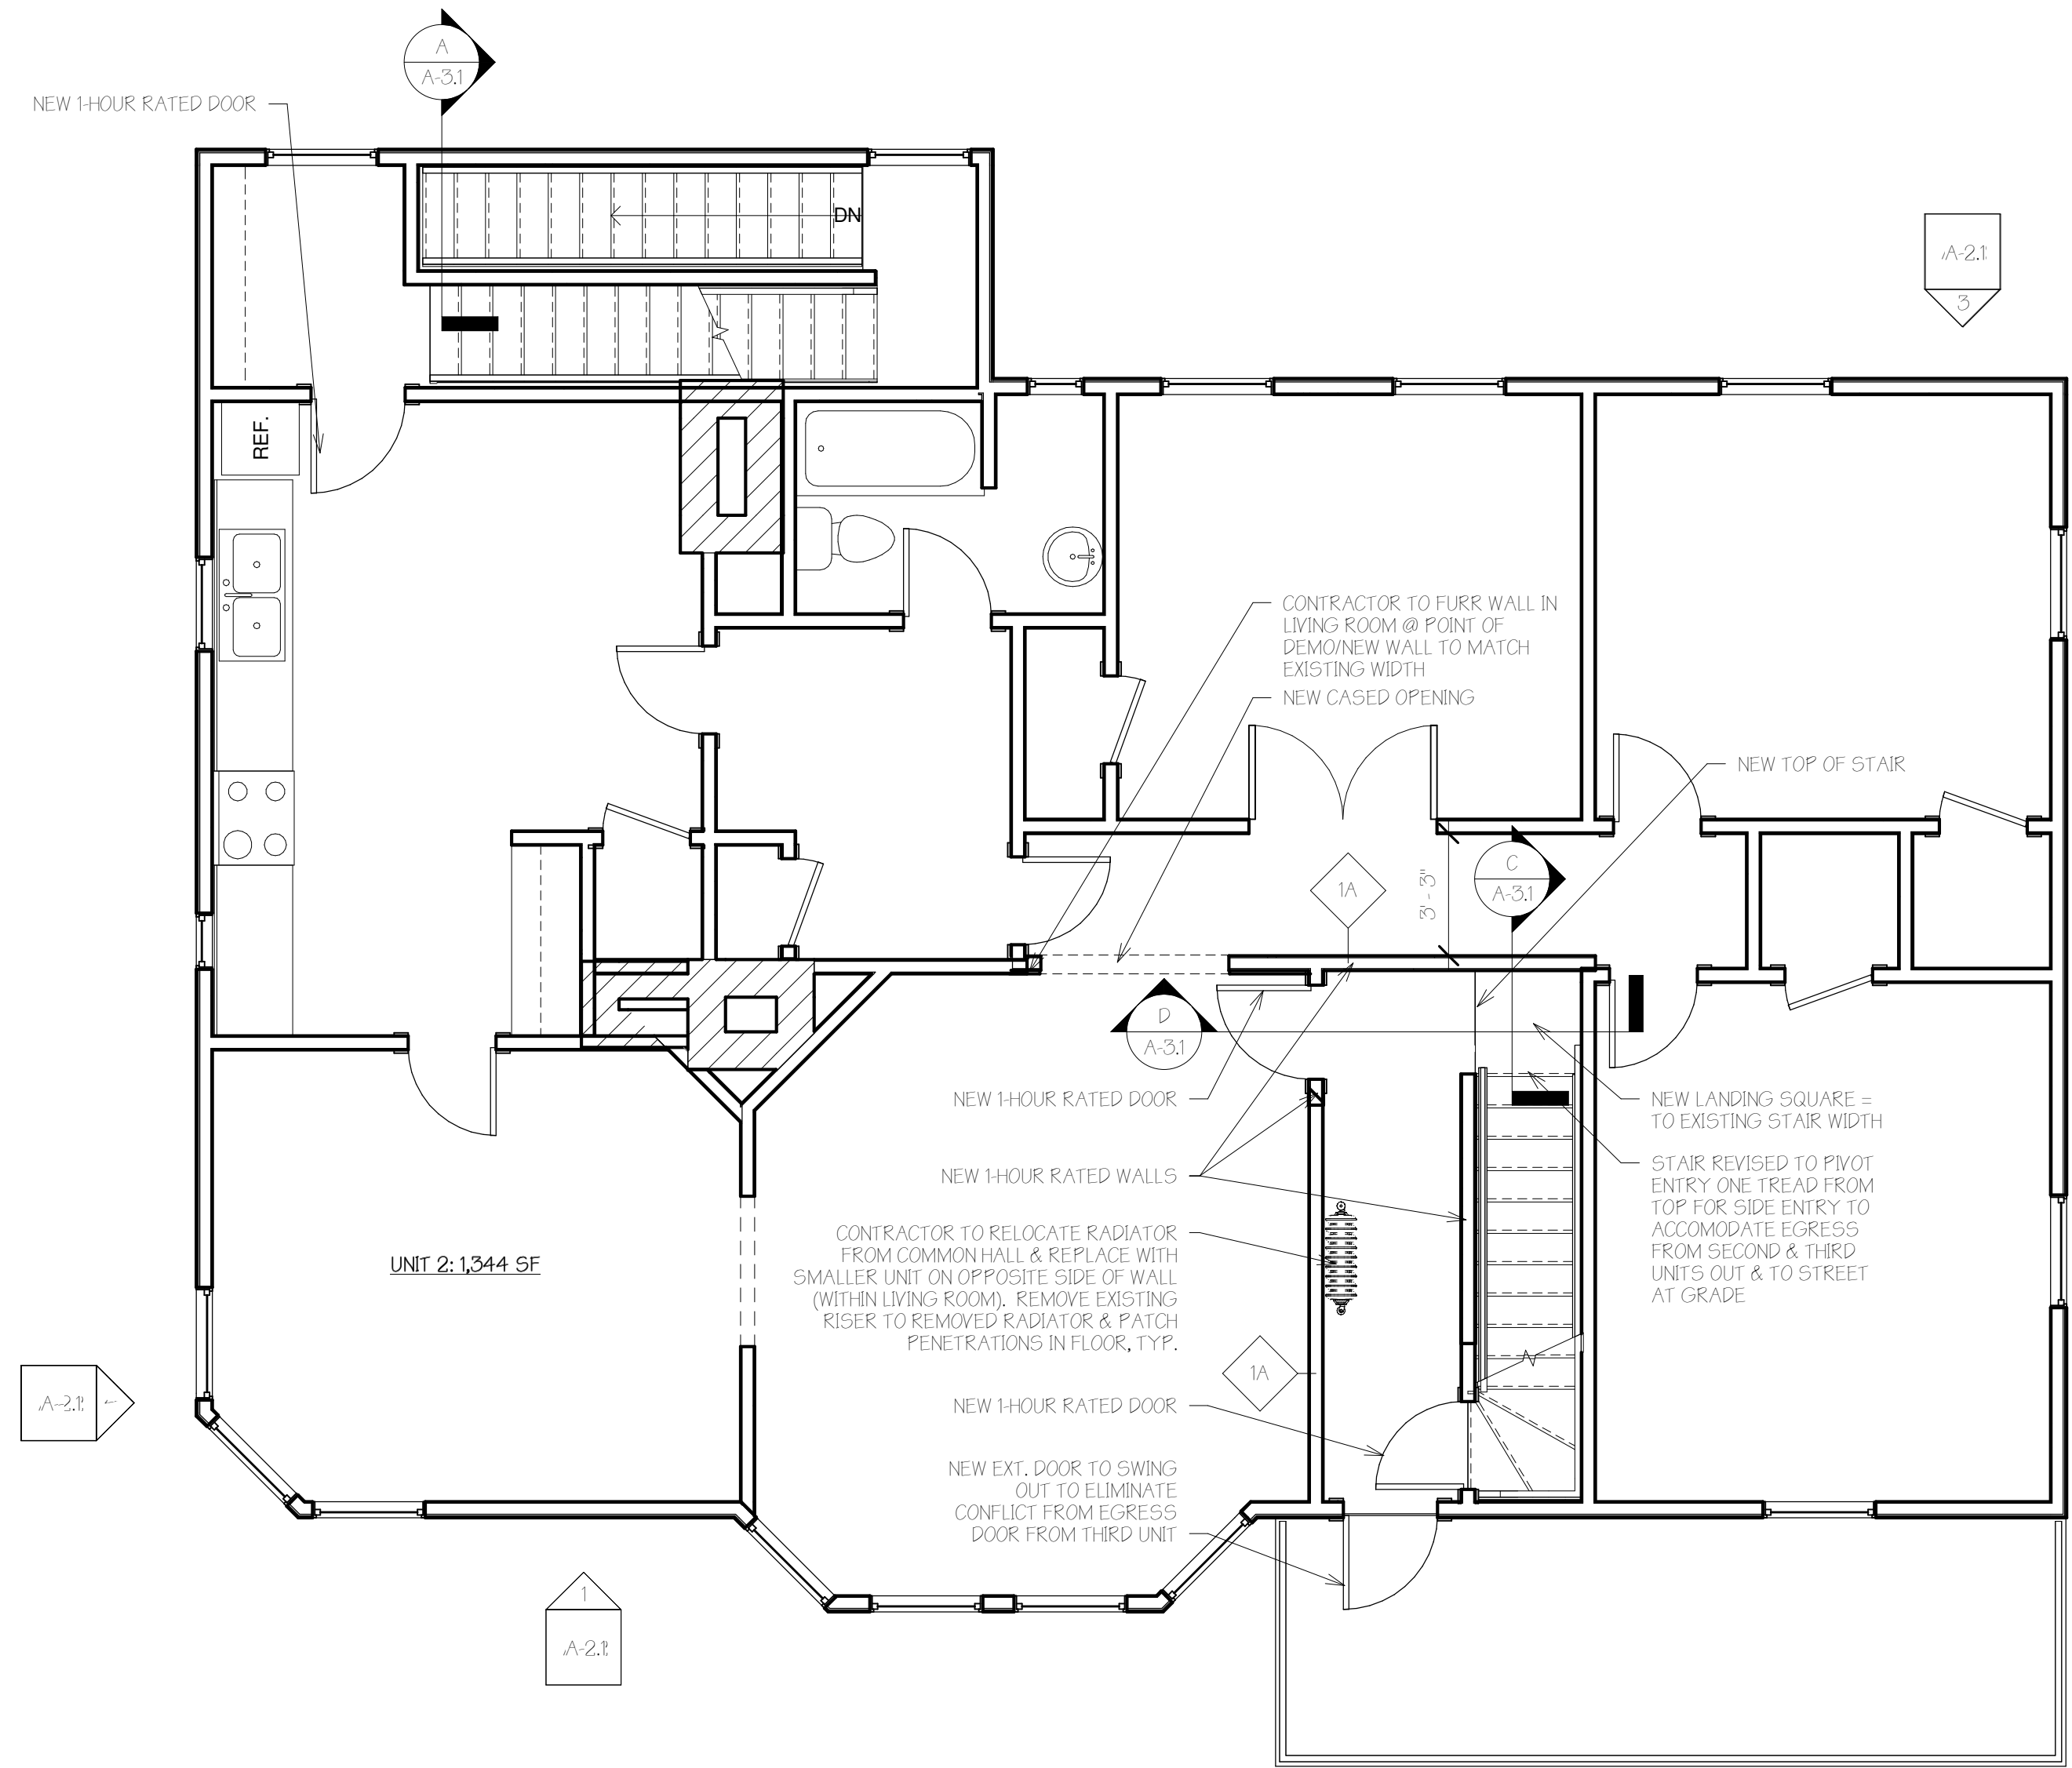 A
A-3.1
NEW 1-HOUR RATED DOOR
DN
A-2.1
3
REF.
CONTRACTOR TO FURR WALL IN
LIVING ROOM @ POINT OF
DEMO/NEW WALL TO MATCH
EXISTING WIDTH
NEW CASED OPENING
NEW TOP OF STAIR
1A
3' - 3"
C
A-3.1
D
A-3.1
NEW 1-HOUR RATED DOOR
NEW LANDING SQUARE =
TO EXISTING STAIR WIDTH
NEW 1-HOUR RATED WALLS
STAIR REVISED TO PIVOT
ENTRY ONE TREAD FROM
TOP FOR SIDE ENTRY TO
ACCOMODATE EGRESS
FROM SECOND & THIRD
UNITS OUT & TO STREET
AT GRADE
CONTRACTOR TO RELOCATE RADIATOR
FROM COMMON HALL & REPLACE WITH
SMALLER UNIT ON OPPOSITE SIDE OF WALL
(WITHIN LIVING ROOM). REMOVE EXISTING
RISER TO REMOVED RADIATOR & PATCH
PENETRATIONS IN FLOOR, TYP.
UNIT 2: 1,344 SF
1A
A-2.1
NEW 1-HOUR RATED DOOR
NEW EXT. DOOR TO SWING
OUT TO ELIMINATE
CONFLICT FROM EGRESS
DOOR FROM THIRD UNIT
1
A-2.1